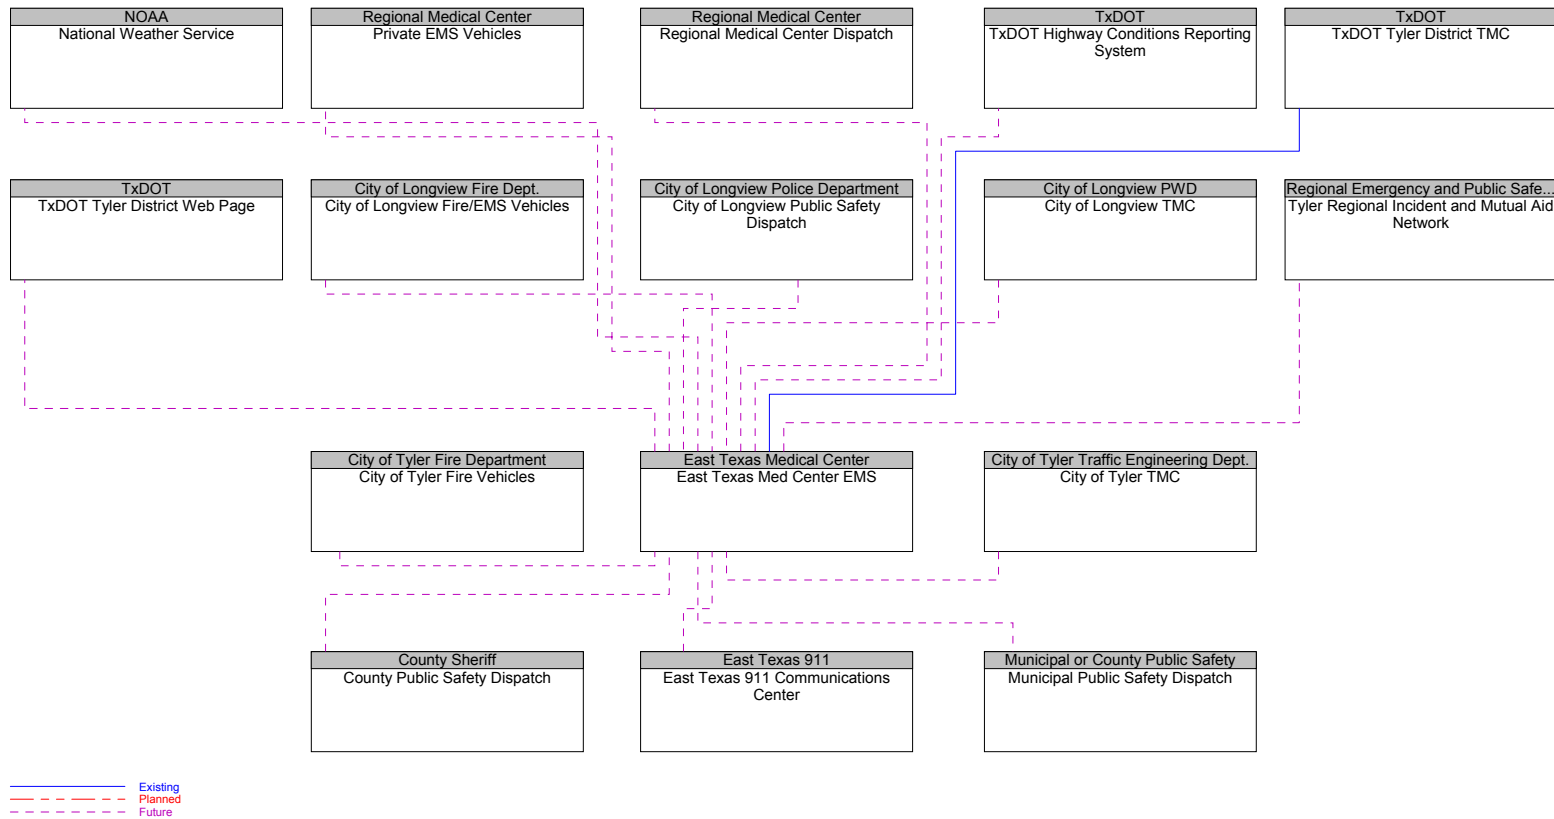 NOAA
National Weather Service
Regional Medical Center
Private EMS Vehicles
Regional Medical Center
Regional Medical Center Dispatch
TxDOT
TxDOT Highway Conditions Reporting
System
TxDOT
TxDOT Tyler District TMC
TxDOT
TxDOT Tyler District Web Page
City of Longview Fire Dept.
City of Longview Fire/EMS Vehicles
City of Longview Police Department
City of Longview Public Safety
Dispatch
City of Longview PWD
City of Longview TMC
Regional Emergency and Public Safe...
Tyler Regional Incident and Mutual Aid
Network
City of Tyler Fire Department
City of Tyler Fire Vehicles
East Texas Medical Center
East Texas Med Center EMS
City of Tyler Traffic Engineering Dept.
City of Tyler TMC
County Sheriff
County Public Safety Dispatch
East Texas 911
East Texas 911 Communications
Center
Municipal or County Public Safety
Municipal Public Safety Dispatch
Existing
Planned
Future